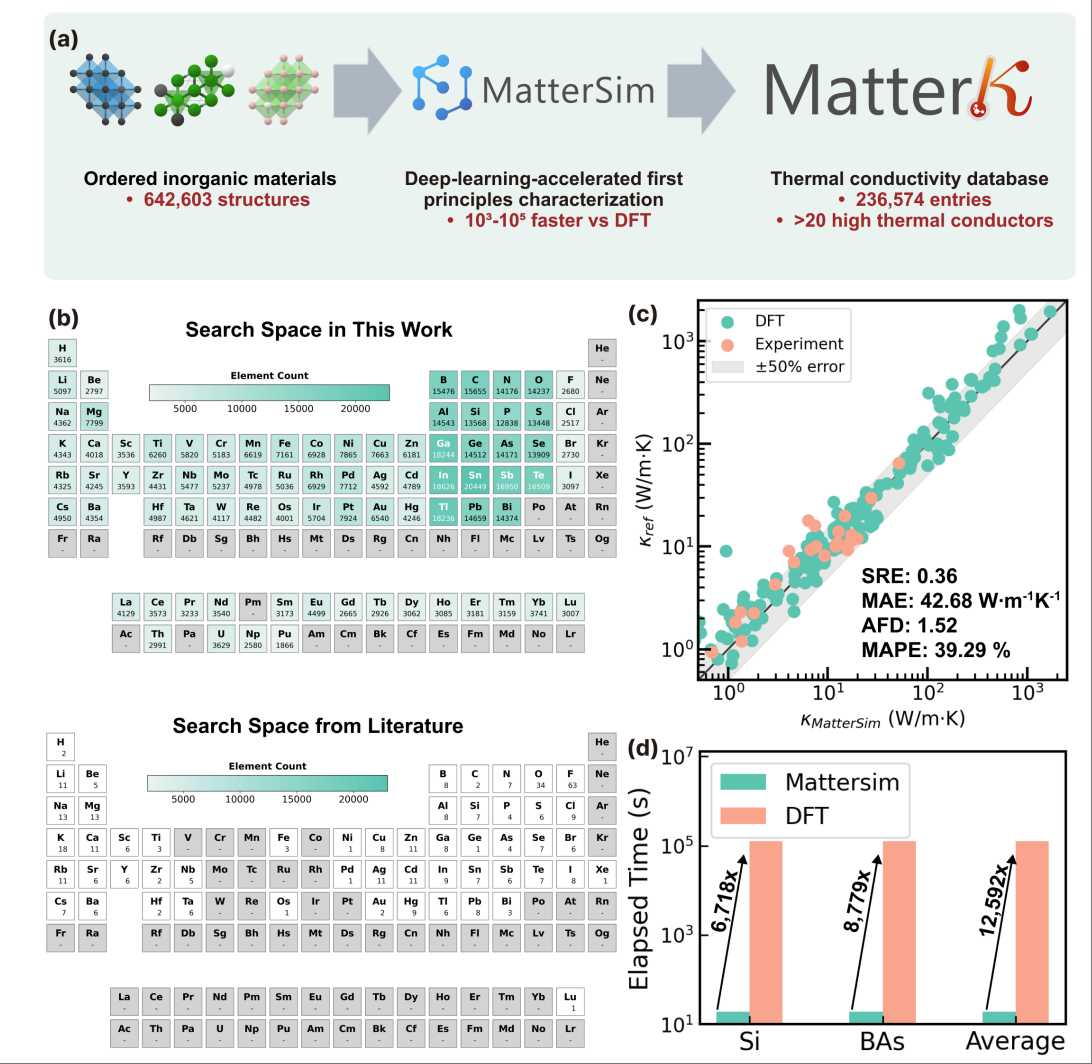 (a)
MatterSim
MatterK
Ordered inorganic materials
• 642,603 structures
Deep-learning-accelerated first
principles characterization
• 10³-10⁵ faster vs DFT
Thermal conductivity database
• 236,574 entries
• >20 high thermal conductors
(b)
Search Space in This Work
Element Count
5000 10000 15000 20000
H He
3616 -
Li Be B C N O F Ne
5097 2797 15476 15655 14176 14237 2680 -
Na Mg Al Si P S Cl Ar
4362 7799 14543 13568 12838 13448 2517 -
K Ca Sc Ti V Cr Mn Fe Co Ni Cu Zn Ga Ge As Se Br Kr
4343 4018 3536 6260 5820 5183 6619 7161 6928 7865 7663 6181 18244 14512 14171 13909 2730 -
Rb Sr Y Zr Nb Mo Tc Ru Rh Pd Ag Cd In Sn Sb Te I Xe
4325 4245 3593 4431 5477 5237 4978 5036 6929 7712 4592 4789 18626 20449 16950 16509 3097 -
Cs Ba Hf Ta W Re Os Ir Pt Au Hg Tl Pb Bi Po At Rn
4950 4354 4987 4621 4117 4482 4001 5704 7924 6540 4246 18236 14659 14374 - - -
Fr Ra Rf Db Sg Bh Hs Mt Ds Rg Cn Nh Fl Mc Lv Ts Og
- - - - - - - - - - - - - - - - -
La Ce Pr Nd Pm Sm Eu Gd Tb Dy Ho Er Tm Yb Lu
4129 3573 3233 3540 - 3173 4499 2665 2926 3062 3085 3181 3159 3741 3007
Ac Th Pa U Np Pu Am Cm Bk Cf Es Fm Md No Lr
- 2991 - 3629 2580 1866 - - - - - - - - -
Search Space from Literature
Element Count
5000 10000 15000 20000
H He
2 -
Li Be B C N O F Ne
11 5 8 2 7 34 63 -
Na Mg Al Si P S Cl Ar
13 13 8 7 4 6 9 -
K Ca Sc Ti V Cr Mn Fe Co Ni Cu Zn Ga Ge As Se Br Kr
18 11 6 3 - - - 3 - 1 8 11 8 1 4 7 6 -
Rb Sr Y Zr Nb Mo Tc Ru Rh Pd Ag Cd In Sn Sb Te I Xe
11 6 6 2 5 - - - - 1 11 11 9 7 6 7 8 1
Cs Ba Hf Ta W Re Os Ir Pt Au Hg Tl Pb Bi Po At Rn
7 6 2 6 - - 1 - - 2 9 6 8 3 - - -
Fr Ra Rf Db Sg Bh Hs Mt Ds Rg Cn Nh Fl Mc Lv Ts Og
- - - - - - - - - - - - - - - - -
La Ce Pr Nd Pm Sm Eu Gd Tb Dy Ho Er Tm Yb Lu
- - - - - - - - - - - - - - 1
Ac Th Pa U Np Pu Am Cm Bk Cf Es Fm Md No Lr
- - - - - - - - - - - - - - -
(c)
DFT
Experiment
±50% error
10³
10²
10¹
10⁰
κref (W/m·K)
SRE: 0.36
MAE: 42.68 W·m⁻¹K⁻¹
AFD: 1.52
MAPE: 39.29 %
10⁰ 10¹ 10² 10³
κMatterSim (W/m·K)
(d)
Mattersim
DFT
10⁷
10⁵
10³
10¹
Elapsed Time (s)
6,718x
8,779x
12,592x
Si BAs Average